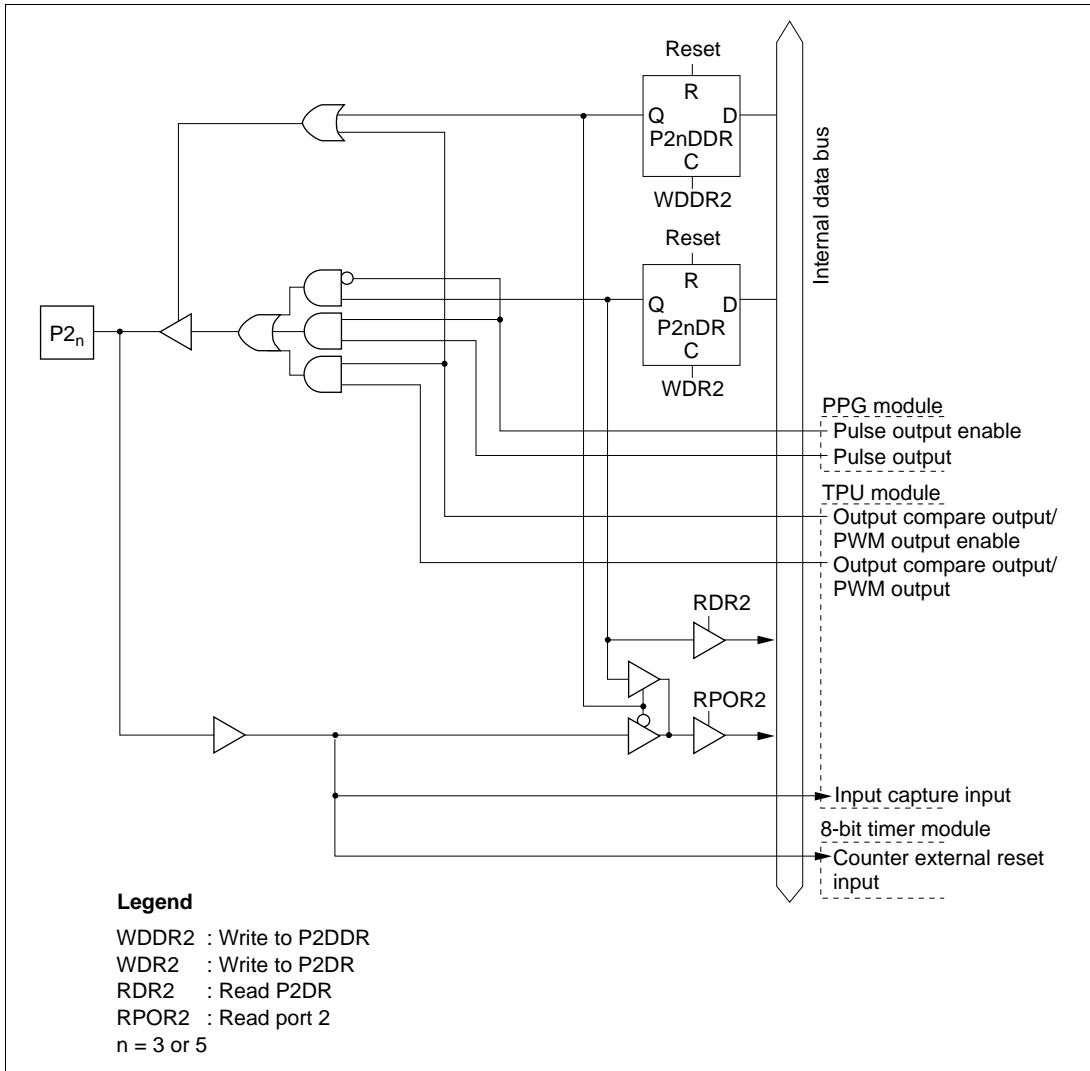 Reset
R
Q D
P2nDDR
C
WDDR2
Internal data bus
Reset
R
Q D
P2nDR
C
WDR2
P2n
PPG module
Pulse output enable
Pulse output
TPU module
Output compare output/
PWM output enable
Output compare output/
PWM output
RDR2
RPOR2
Input capture input
8-bit timer module
Counter external reset
input
Legend
WDDR2 : Write to P2DDR
WDR2 : Write to P2DR
RDR2 : Read P2DR
RPOR2 : Read port 2
n = 3 or 5